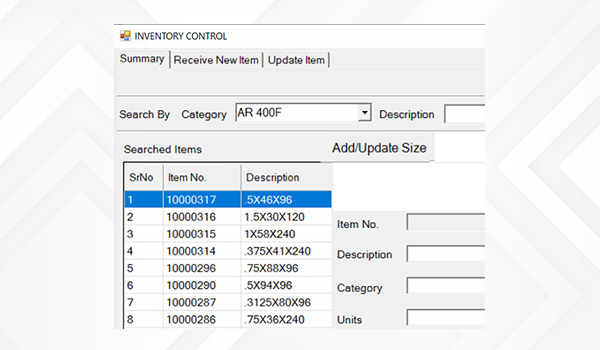 INVENTORY CONTROL
Summary Receive New Item Update Item
Search By Category AR 400F Description
Searched Items Add/Update Size
SrNo Item No. Description
1 10000317 .5X46X96
2 10000316 1.5X30X120
3 10000315 1X58X240
4 10000314 .375X41X240
5 10000296 .75X88X96
6 10000290 .5X94X96
7 10000287 .3125X80X96
8 10000286 .75X36X240
Item No.
Description
Category
Units